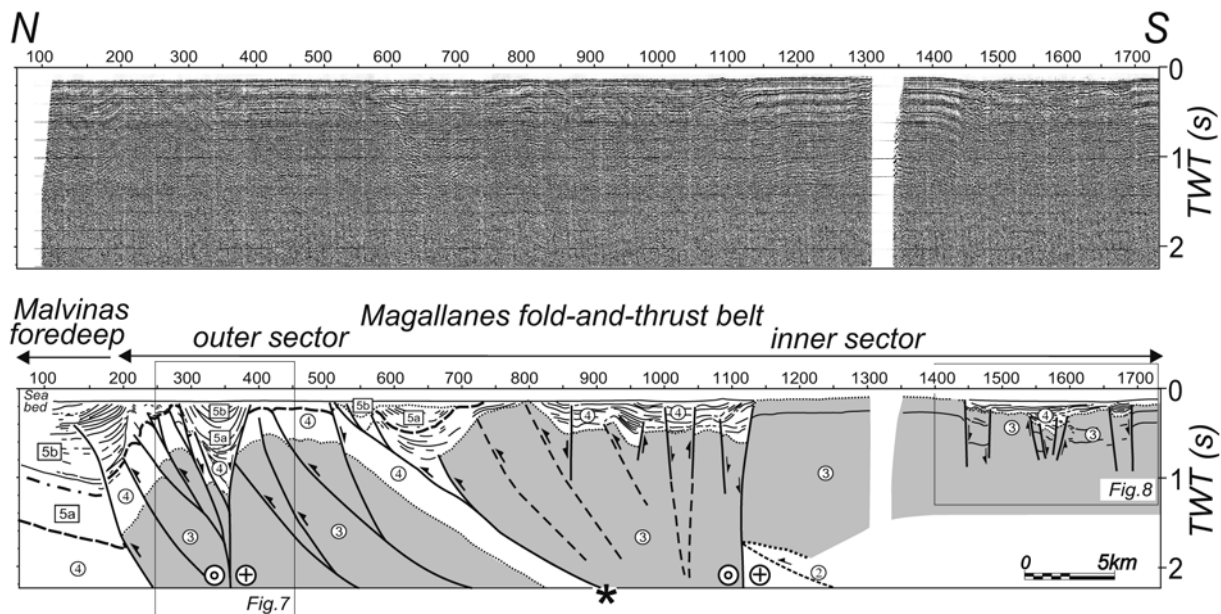 N S
100 200 300 400 500 600 700 800 900 1000 1100 1200 1300 1400 1500 1600 1700
0
1
2
TWT (s)
Malvinas
foredeep
outer sector
Magallanes fold-and-thrust belt
inner sector
100 200 300 400 500 600 700 800 900 1000 1100 1200 1300 1400 1500 1600 1700
0
Sea
bed
5b 5b 5a 4 4 4
5a 4 3 3
5b 4 4
4 Fig.8
5a 3 3 3 3 1
4 2 2
0 5km
*
Fig.7
TWT (s)